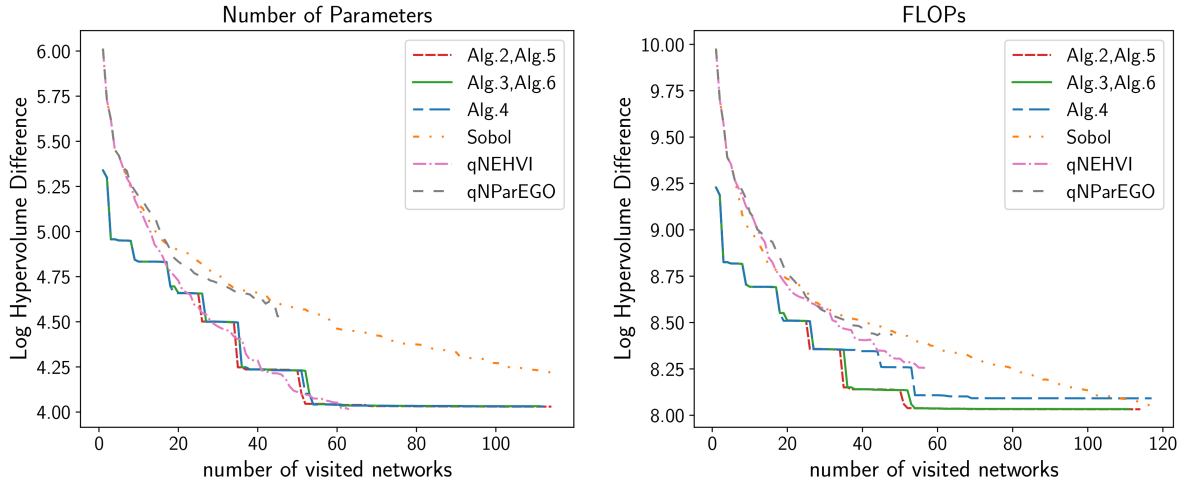 Number of Parameters
Log Hypervolume Difference
6.00
5.75
5.50
5.25
5.00
4.75
4.50
4.25
4.00
0 20 40 60 80 100
number of visited networks
Alg.2,Alg.5
Alg.3,Alg.6
Alg.4
Sobol
qNEHVI
qNParEGO
FLOPs
Log Hypervolume Difference
10.00
9.75
9.50
9.25
9.00
8.75
8.50
8.25
8.00
0 20 40 60 80 100 120
number of visited networks
Alg.2,Alg.5
Alg.3,Alg.6
Alg.4
Sobol
qNEHVI
qNParEGO